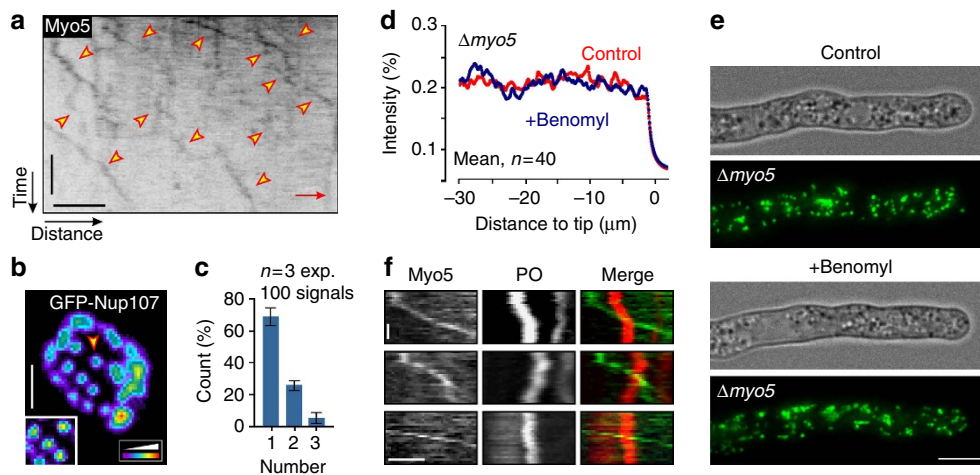 a
Myo5
Time
Distance
b
GFP-Nup107
c
n=3 exp.
100 signals
Count (%)
80
60
40
20
0
1 2 3
Number
d
Δmyo5
Control
+Benomyl
Mean, n=40
Intensity (%)
0.3
0.2
0.1
−30 −20 −10 0
Distance to tip (μm)
e
Control
Δmyo5
+Benomyl
Δmyo5
f
Myo5 PO Merge